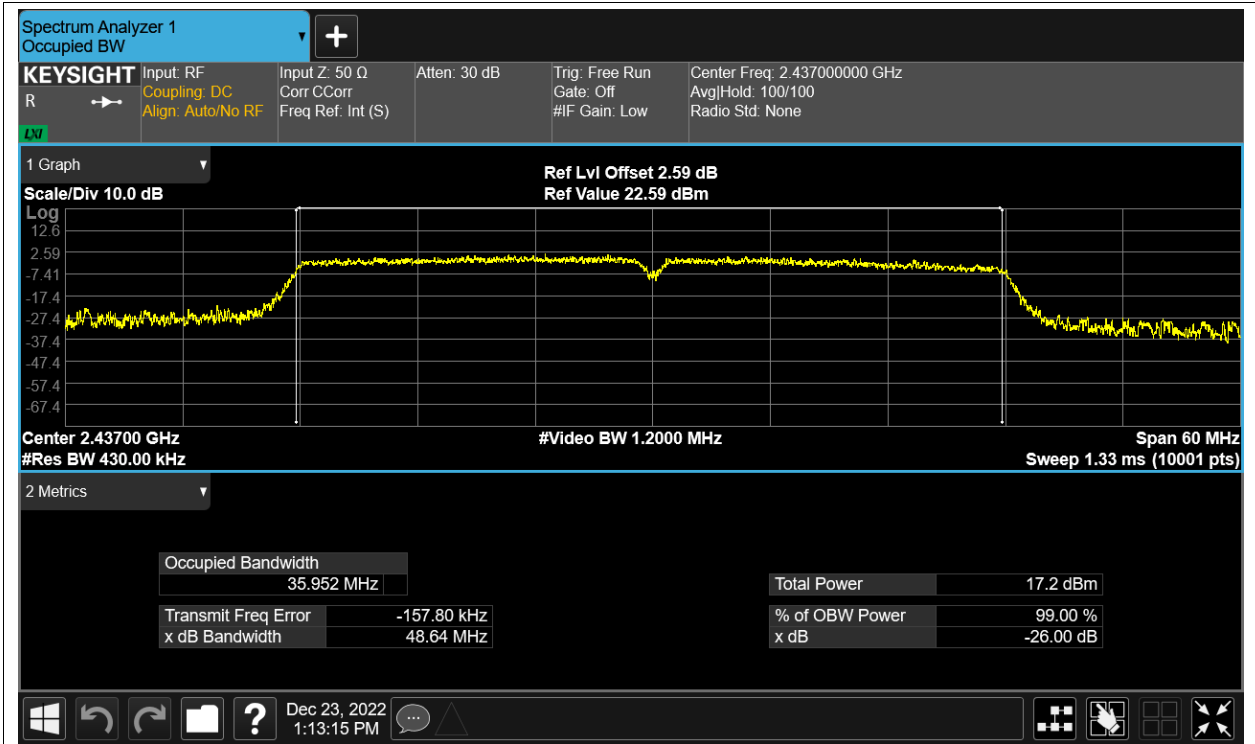 Spectrum Analyzer 1
Occupied BW
KEYSIGHT
R
LXI
Input: RF
Coupling: DC
Align: Auto/No RF
Input Z: 50 Ω
Corr CCorr
Freq Ref: Int (S)
Atten: 30 dB
Trig: Free Run
Gate: Off
#IF Gain: Low
Center Freq: 2.437000000 GHz
Avg|Hold: 100/100
Radio Std: None
1 Graph
Scale/Div 10.0 dB
Ref Lvl Offset 2.59 dB
Ref Value 22.59 dBm
Log
12.6
2.59
-7.41
-17.4
-27.4
-37.4
-47.4
-57.4
-67.4
Center 2.43700 GHz
#Video BW 1.2000 MHz
Span 60 MHz
#Res BW 430.00 kHz
Sweep 1.33 ms (10001 pts)
2 Metrics
Occupied Bandwidth
35.952 MHz
Total Power 17.2 dBm
Transmit Freq Error -157.80 kHz
% of OBW Power 99.00 %
x dB Bandwidth 48.64 MHz
x dB -26.00 dB
?
Dec 23, 2022
1:13:15 PM